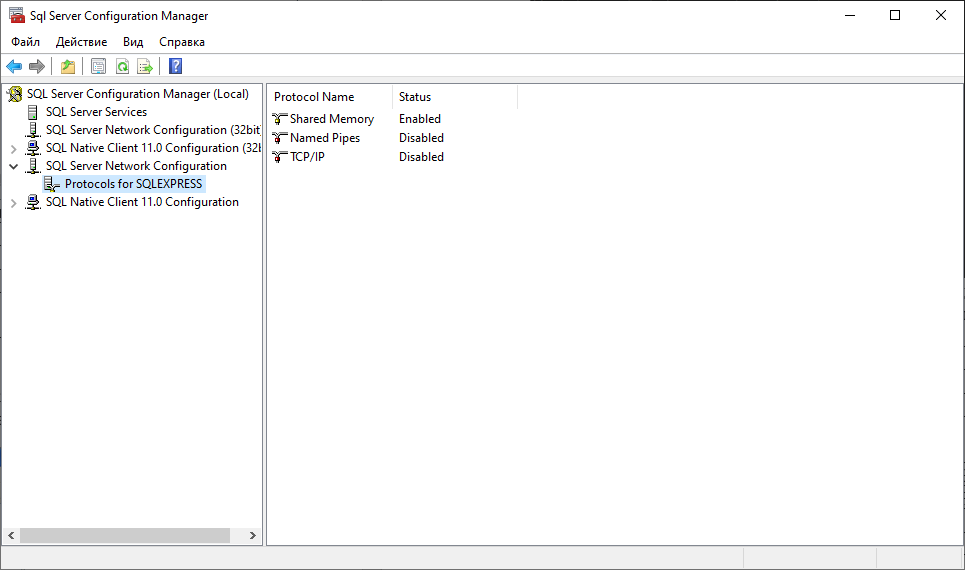 Sql Server Configuration Manager
Файл Действие Вид Справка
SQL Server Configuration Manager (Local)
SQL Server Services
SQL Server Network Configuration (32bit
SQL Native Client 11.0 Configuration (32b
SQL Server Network Configuration
Protocols for SQLEXPRESS
SQL Native Client 11.0 Configuration
Protocol Name Status
Shared Memory Enabled
Named Pipes Disabled
TCP/IP Disabled